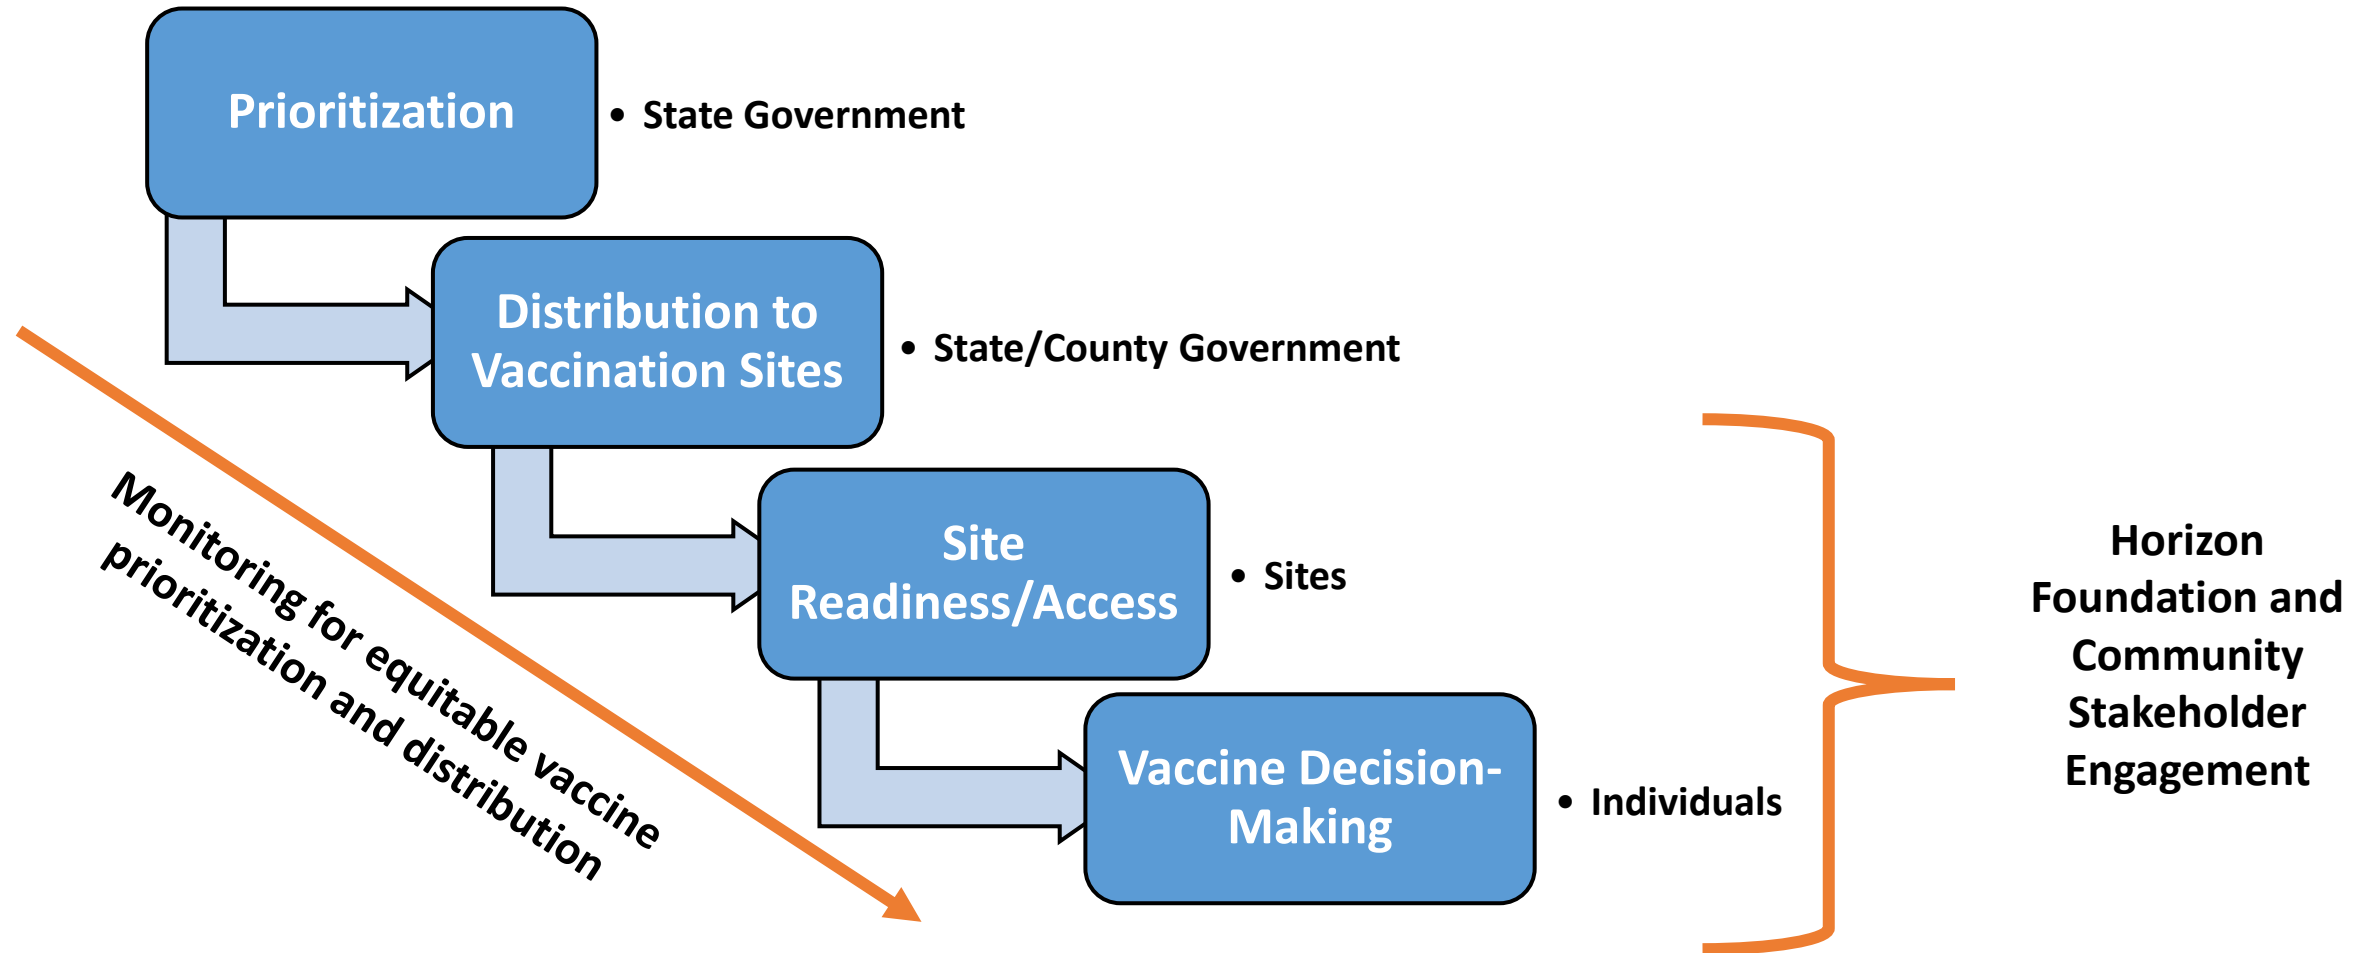 Prioritization
• State Government
Distribution to
Vaccination Sites
• State/County Government
Site
Readiness/Access
• Sites
Vaccine Decision-
Making
• Individuals
Monitoring for equitable vaccine
prioritization and distribution
Horizon
Foundation and
Community
Stakeholder
Engagement